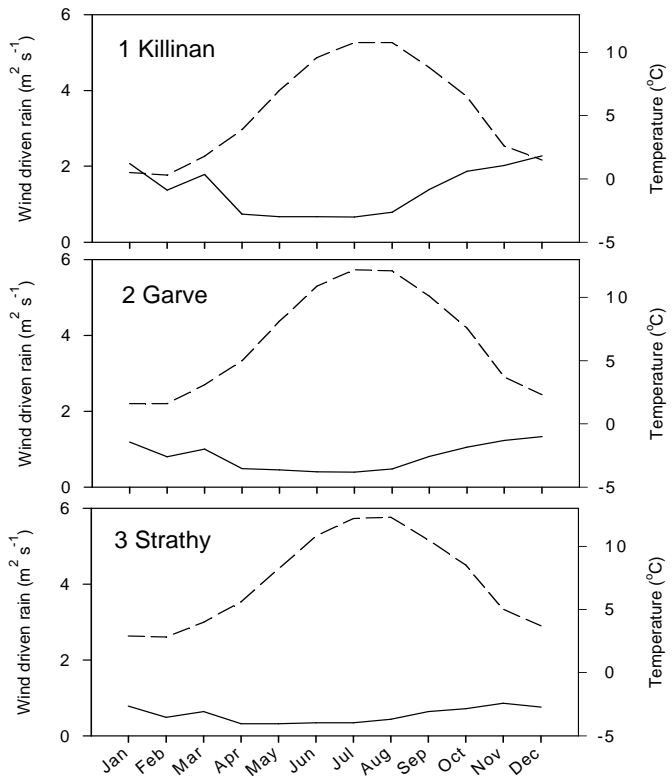 1 Killinan
Wind driven rain (m² s⁻¹)
6
4
2
0
Temperature (°C)
10
5
0
-5
2 Garve
Wind driven rain (m² s⁻¹)
6
4
2
0
Temperature (°C)
10
5
0
-5
3 Strathy
Wind driven rain (m² s⁻¹)
6
4
2
0
Temperature (°C)
10
5
0
-5
Jan Feb Mar Apr May Jun Jul Aug Sep Oct Nov Dec